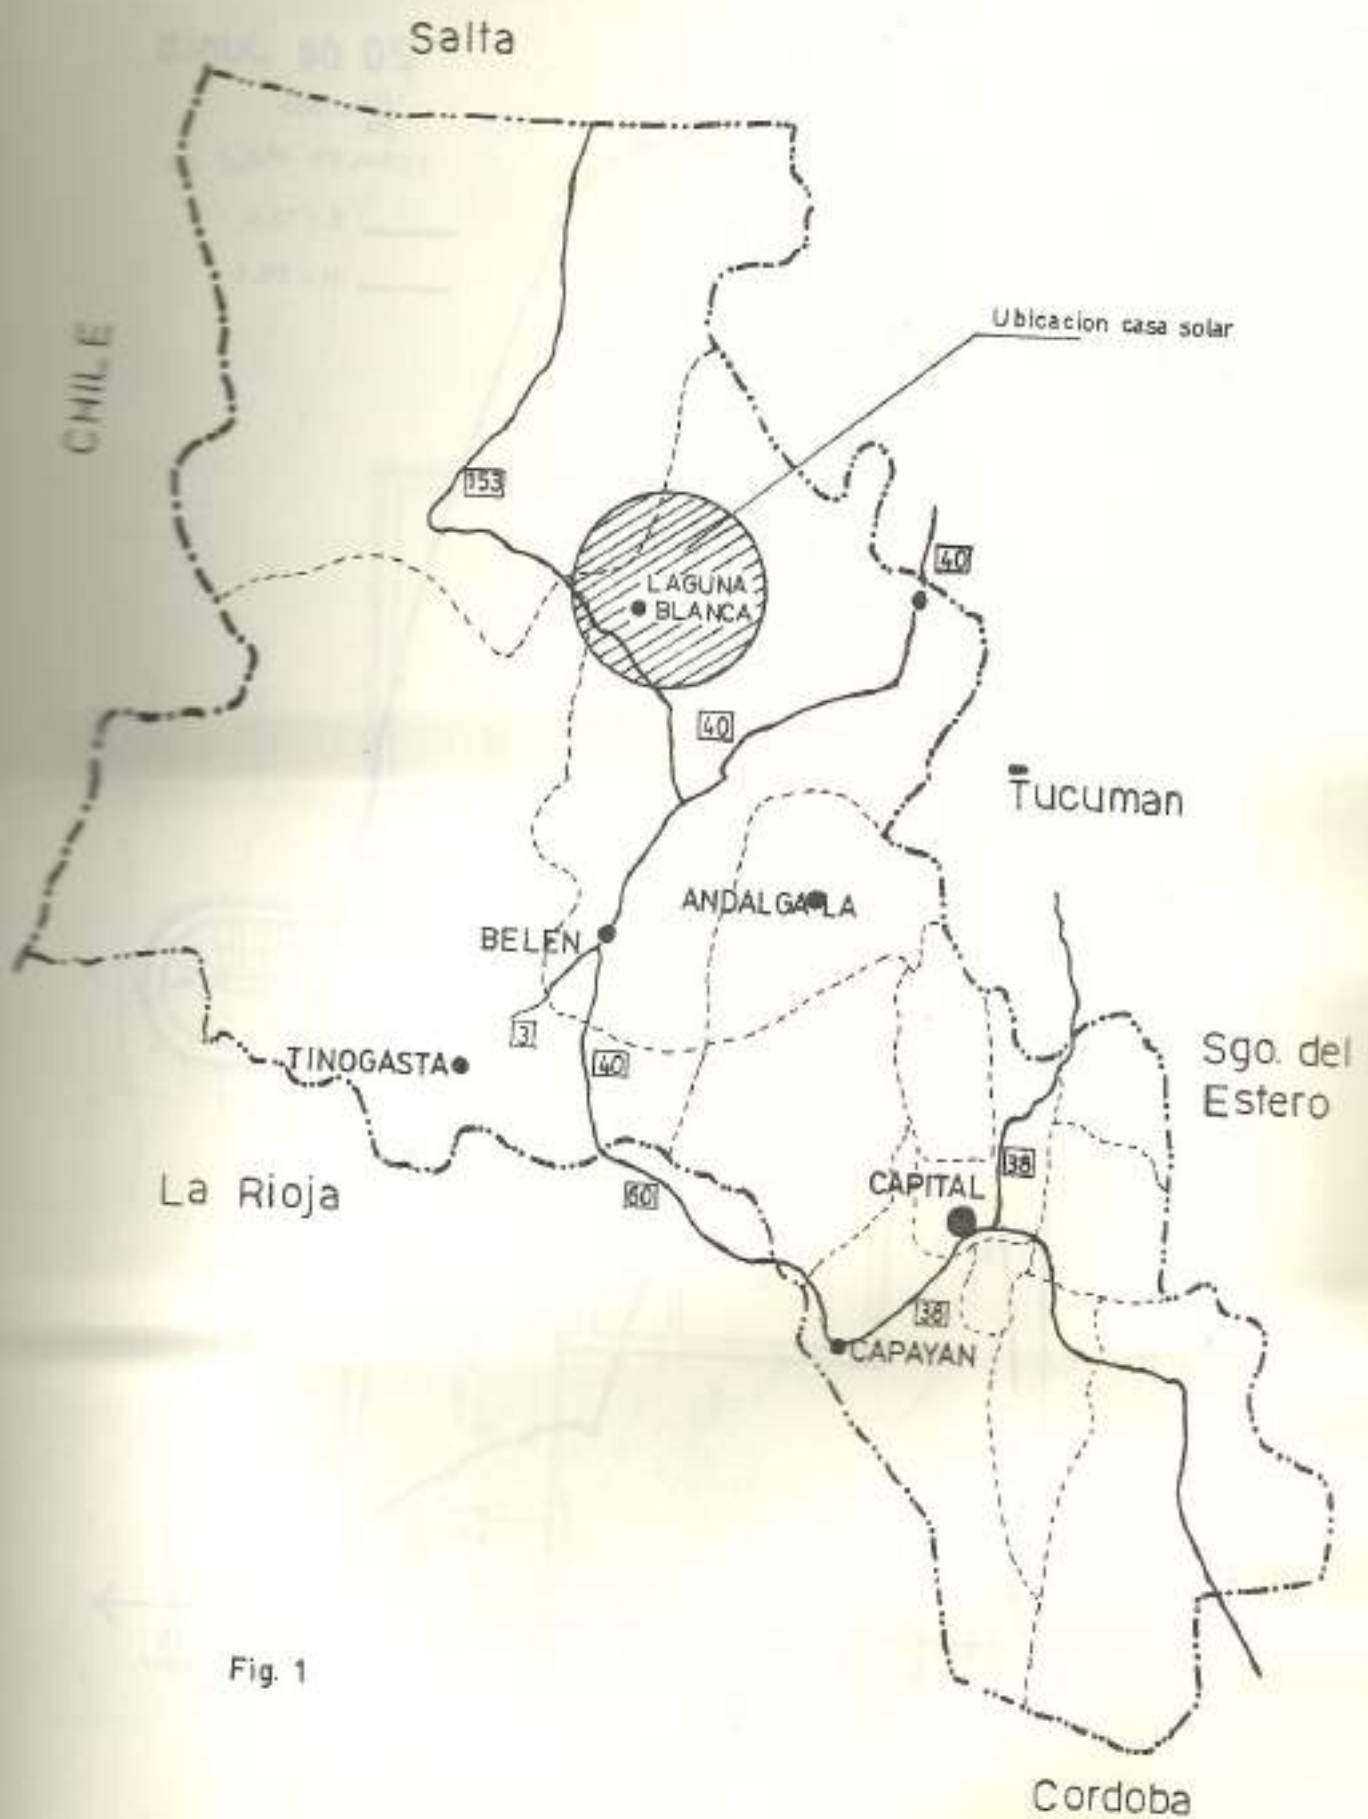 Salta
CHILE
Ubicacion casa solar
153
40
LAGUNA
BLANCA
40
Tucuman
ANDALGALA
BELEN
3
TINOGASTA
40
Sgo. del
Estero
38
La Rioja
60
CAPITAL
38
CAPAYAN
Fig. 1
Cordoba